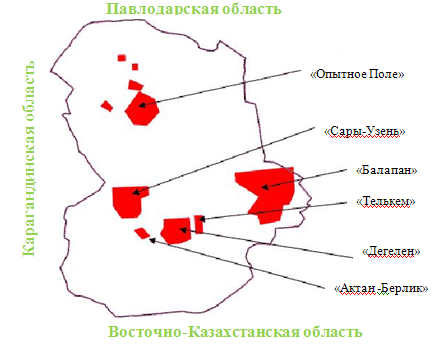 Павлодарская область
Карагандинская область
«Опытное Поле»
«Сары-Узень»
«Балапан»
«Телькем»
«Дегелен»
«Актан-Берлик»
Восточно-Казахстанская область